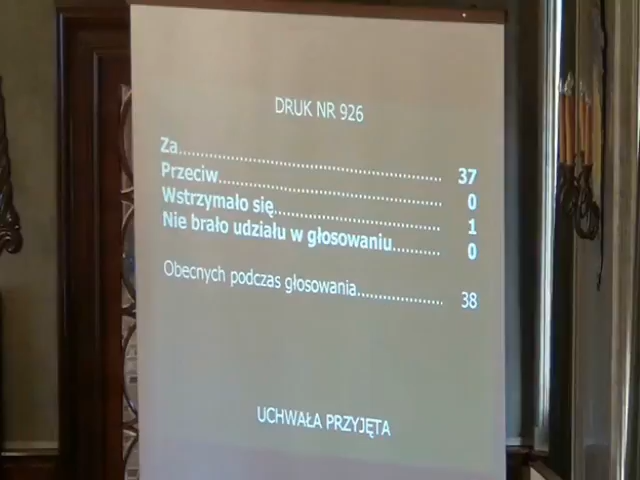 DRUK NR 926
Za........................................................ 37
Przeciw................................................ 0
Wstrzymało się................................... 1
Nie brało udziału w głosowaniu.......... 0
Obecnych podczas głosowania.................. 38
UCHWAŁA PRZYJĘTA